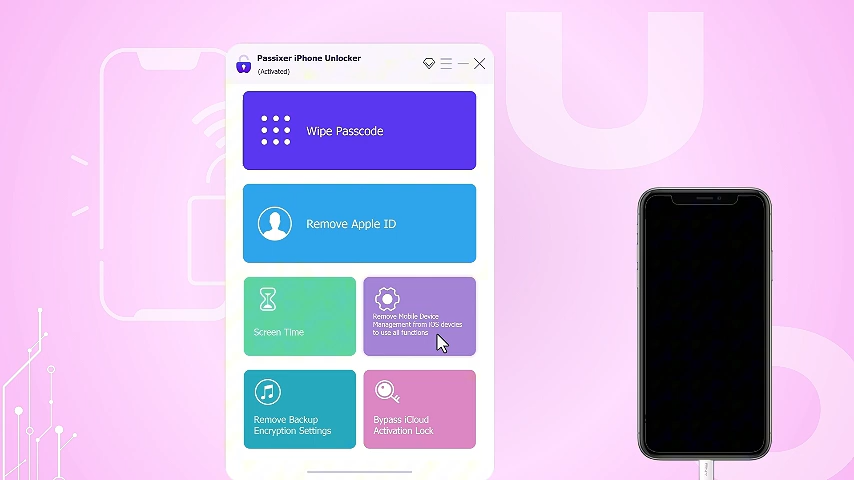 Passixer iPhone Unlocker
(Activated)
Wipe Passcode
Remove Apple ID
Screen Time
Remove Mobile Device
Management from iOS devcies
to use all functions
Remove Backup
Encryption Settings
Bypass iCloud
Activation Lock